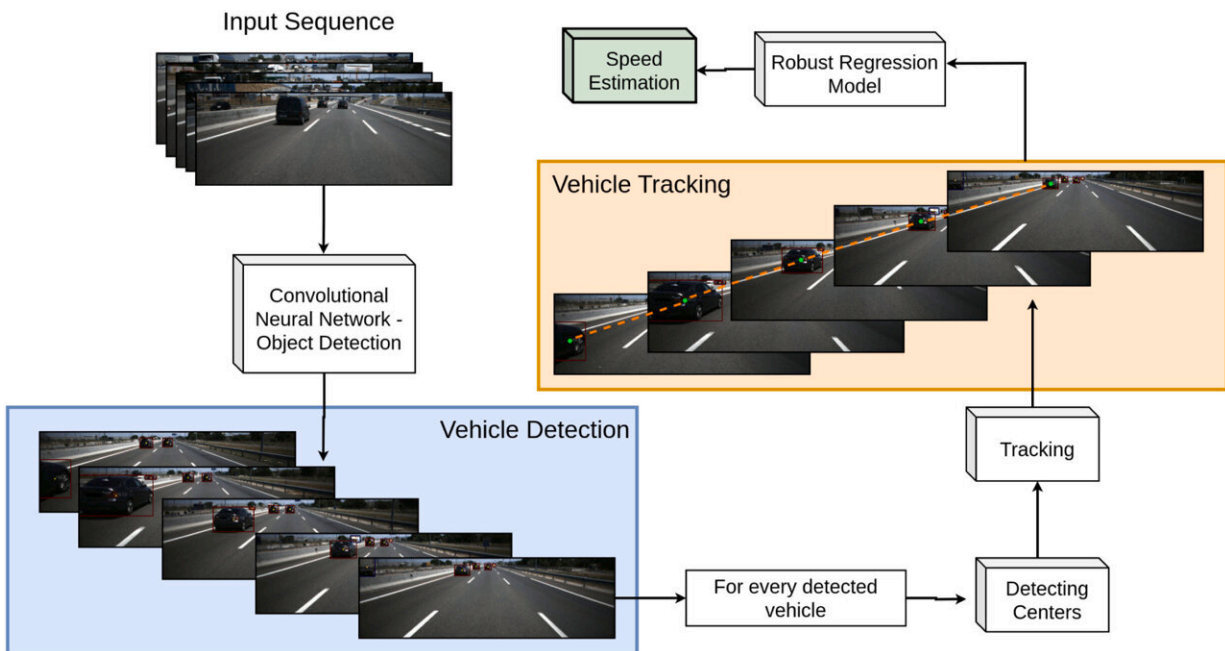 Input Sequence
Convolutional
Neural Network -
Object Detection
Vehicle Detection
For every detected
vehicle
Detecting
Centers
Tracking
Vehicle Tracking
Robust Regression
Model
Speed
Estimation